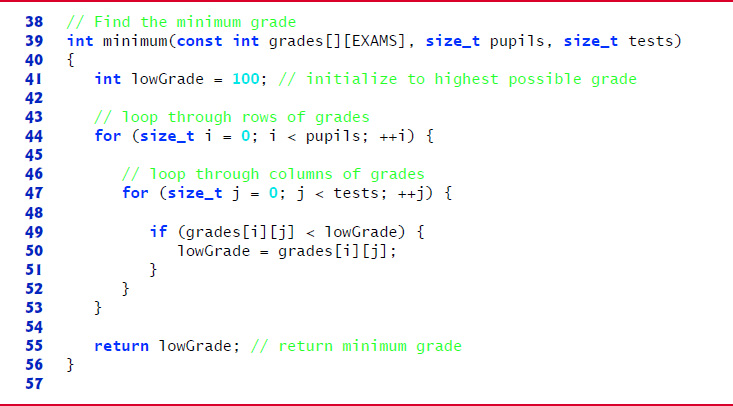 38 // Find the minimum grade
39 int minimum(const int grades[][EXAMS], size_t pupils, size_t tests)
40 {
41    int lowGrade = 100; // initialize to highest possible grade
42
43    // loop through rows of grades
44    for (size_t i = 0; i < pupils; ++i) {
45
46       // loop through columns of grades
47       for (size_t j = 0; j < tests; ++j) {
48
49          if (grades[i][j] < lowGrade) {
50             lowGrade = grades[i][j];
51          }
52       }
53    }
54
55    return lowGrade; // return minimum grade
56 }
57